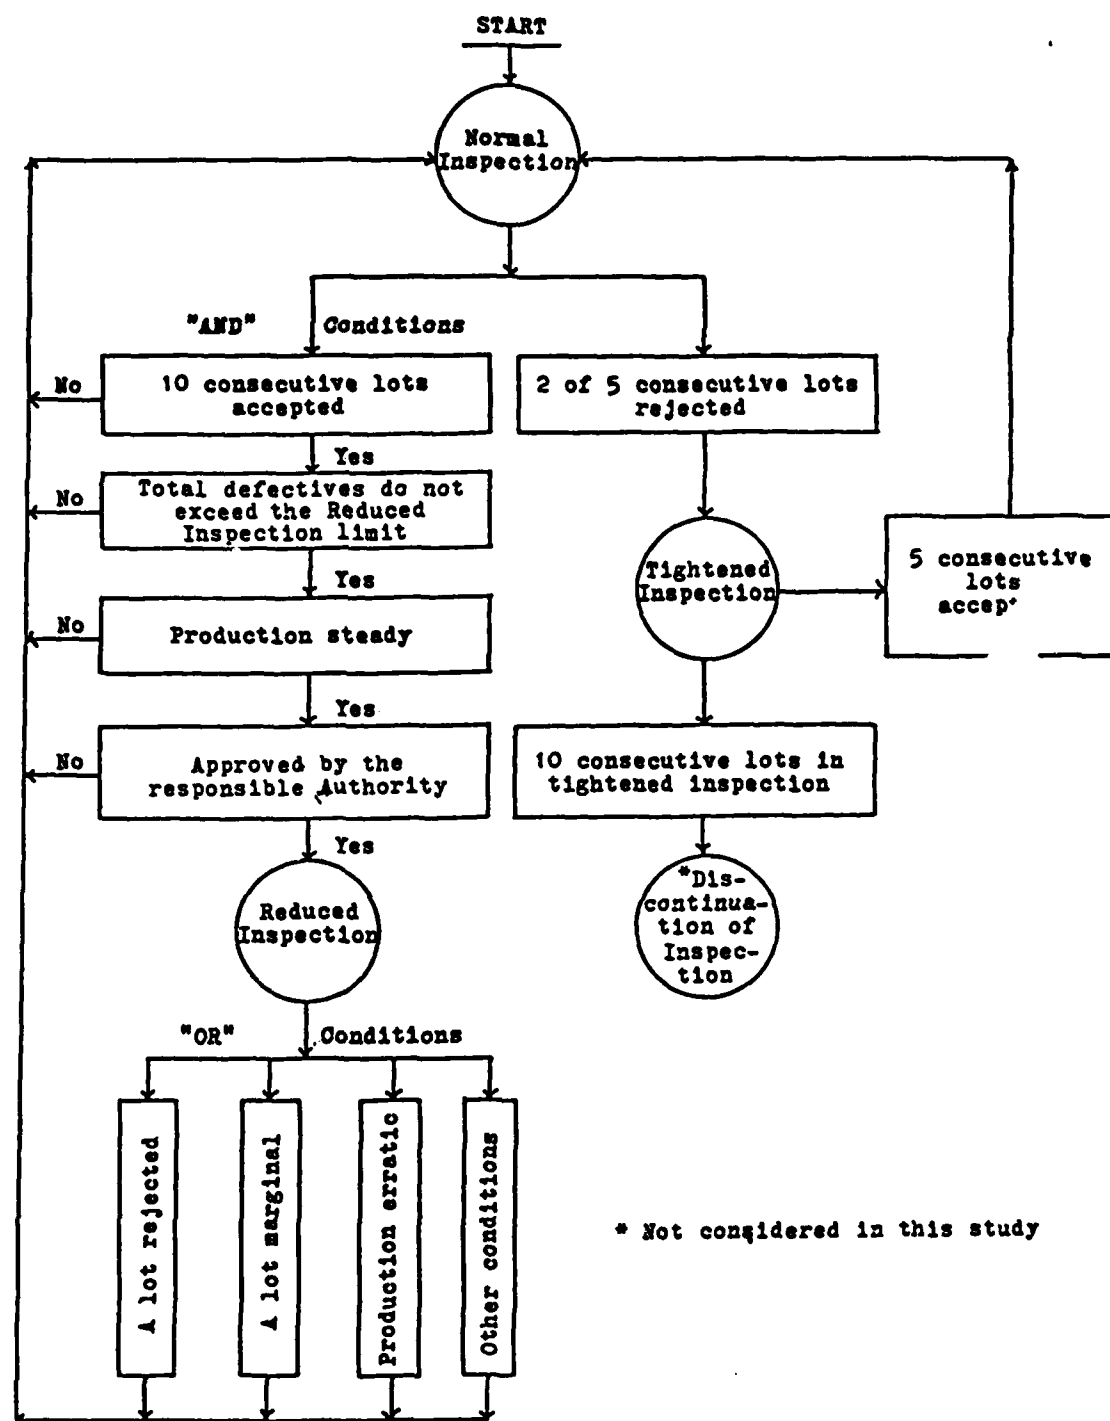 START
Normal
Inspection
"AND" Conditions
10 consecutive lots
accepted
No
Yes
2 of 5 consecutive lots
rejected
Total defectives do not
exceed the Reduced
Inspection limit
No
Yes
Tightened
Inspection
5 consecutive
lots
Production steady
No
Yes
Approved by the
responsible Authority
No
Yes
10 consecutive lots in
tightened inspection
Reduced
Inspection
*Dis-
continua-
tion of
Inspec-
tion
"OR" Conditions
A lot rejected
A lot marginal
Production erratic
Other conditions
* Not considered in this study